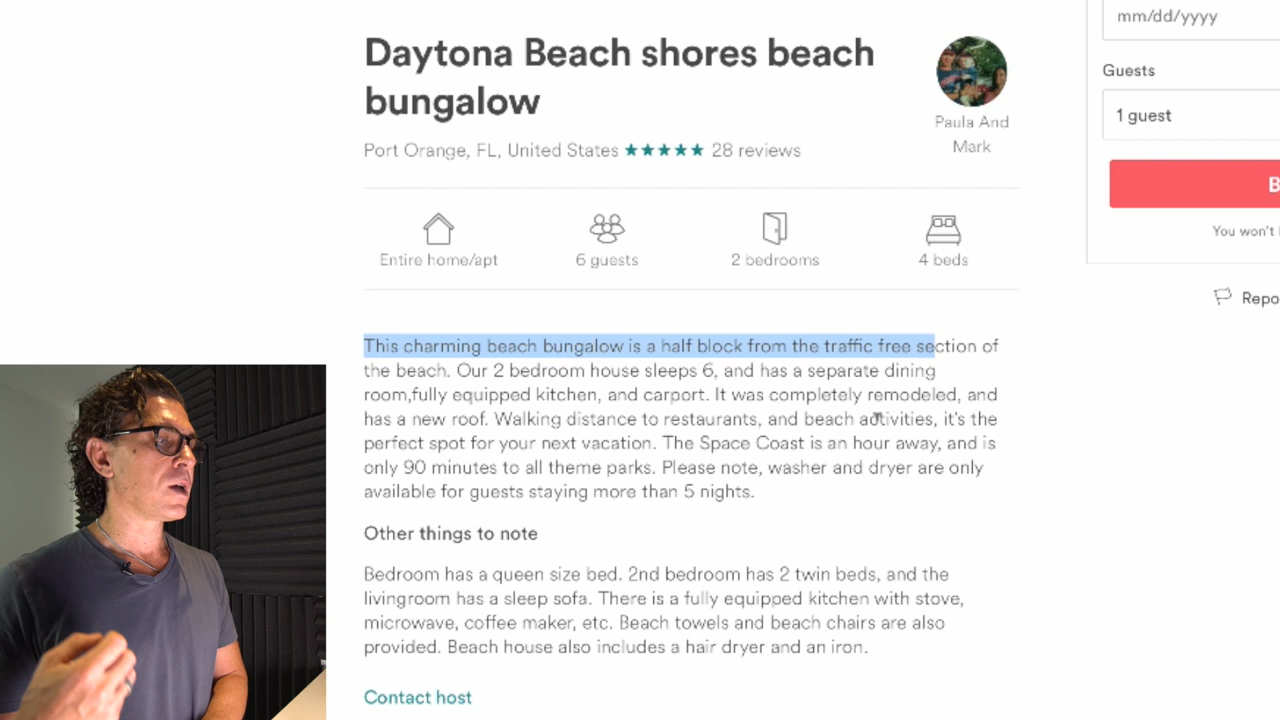 Daytona Beach shores beach
bungalow
Paula And
Mark
Port Orange, FL, United States ★★★★★ 28 reviews
Entire home/apt
6 guests
2 bedrooms
4 beds
This charming beach bungalow is a half block from the traffic free section of
the beach. Our 2 bedroom house sleeps 6, and has a separate dining
room,fully equipped kitchen, and carport. It was completely remodeled, and
has a new roof. Walking distance to restaurants, and beach activities, it's the
perfect spot for your next vacation. The Space Coast is an hour away, and is
only 90 minutes to all theme parks. Please note, washer and dryer are only
available for guests staying more than 5 nights.
Other things to note
Bedroom has a queen size bed. 2nd bedroom has 2 twin beds, and the
livingroom has a sleep sofa. There is a fully equipped kitchen with stove,
microwave, coffee maker, etc. Beach towels and beach chairs are also
provided. Beach house also includes a hair dryer and an iron.
Contact host
mm/dd/yyyy
Guests
1 guest
B
You won't
Repo